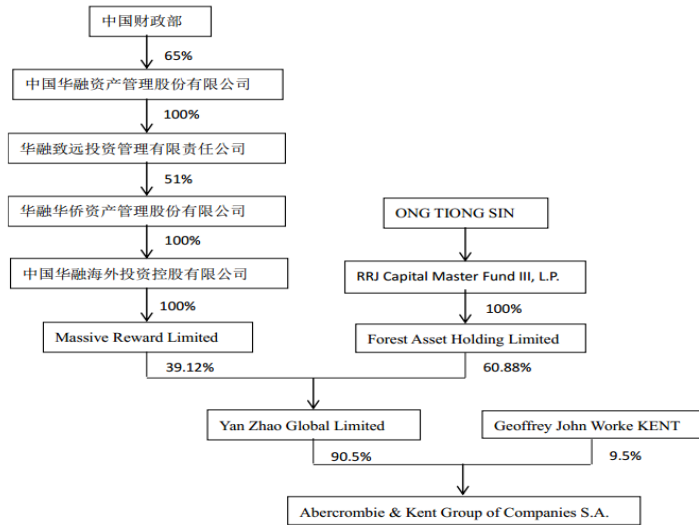 中国财政部
65%
中国华融资产管理股份有限公司
100%
华融致远投资管理有限责任公司
51%
华融华侨资产管理股份有限公司
ONG TIONG SIN
100%
中国华融海外投资控股有限公司
RRJ Capital Master Fund III, L.P.
100%
100%
Massive Reward Limited
Forest Asset Holding Limited
39.12%
60.88%
Yan Zhao Global Limited
Geoffrey John Worke KENT
90.5%
9.5%
Abercrombie & Kent Group of Companies S.A.